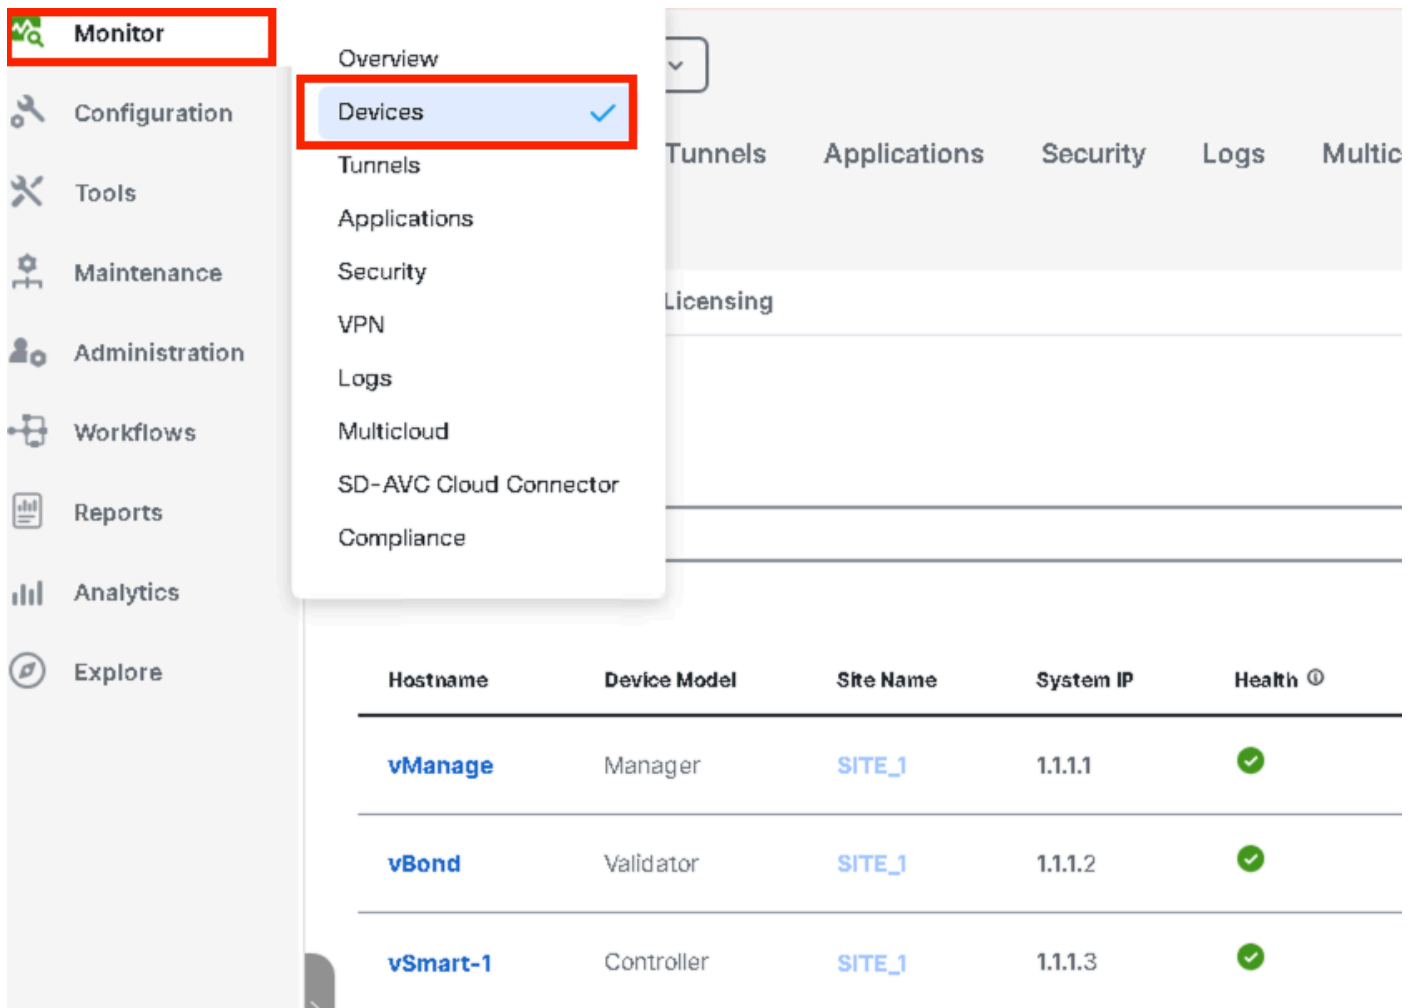 Monitor
Configuration
Tools
Maintenance
Administration
Workflows
Reports
Analytics
Explore
Overview
Devices
Tunnels
Applications
Security
VPN
Logs
Multicloud
SD-AVC Cloud Connector
Compliance
Tunnels Applications Security Logs Multic
Licensing
Hostname Device Model Site Name System IP Health
vManage Manager SITE_1 1.1.1.1
vBond Validator SITE_1 1.1.1.2
vSmart-1 Controller SITE_1 1.1.1.3